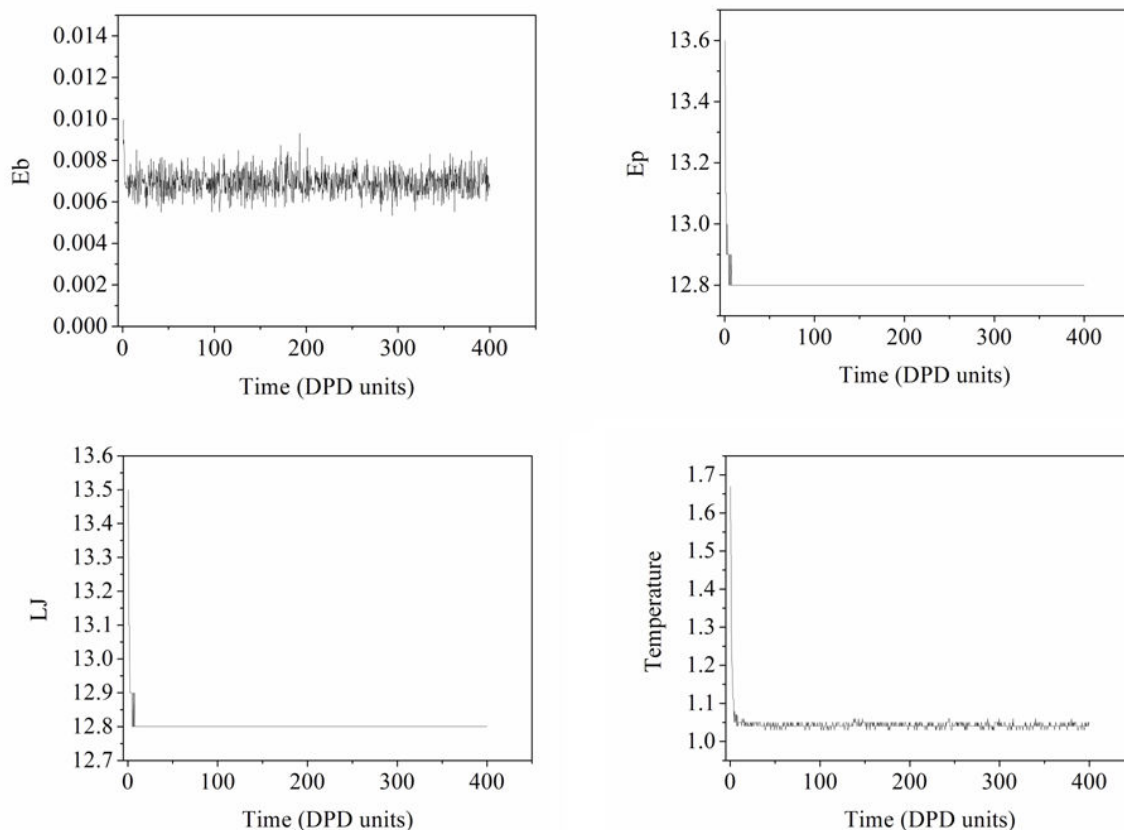 Eb
0.014
0.012
0.010
0.008
0.006
0.004
0.002
0.000
0 100 200 300 400
Time (DPD units)
Ep
13.6
13.4
13.2
13.0
12.8
0 100 200 300 400
Time (DPD units)
LJ
13.6
13.5
13.4
13.3
13.2
13.1
13.0
12.9
12.8
12.7
0 100 200 300 400
Time (DPD units)
Temperature
1.7
1.6
1.5
1.4
1.3
1.2
1.1
1.0
0 100 200 300 400
Time (DPD units)